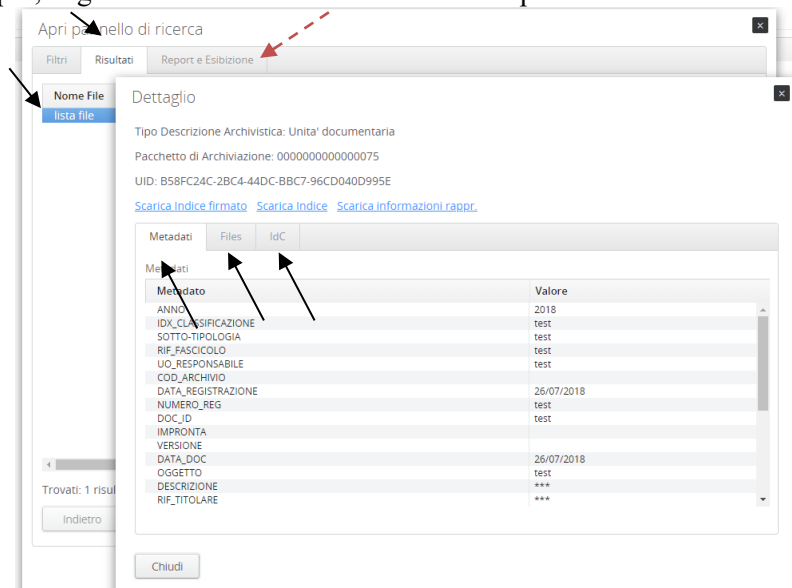 Apri pannello di ricerca
Filtri Risultati Report e Esibizione
Nome File
lista file
Dettaglio
Tipo Descrizione Archivistica: Unita' documentaria
Pacchetto di Archiviazione: 0000000000000075
UID: B58FC24C-2BC4-44DC-BBC7-96CD040D995E
Scarica Indice firmato Scarica Indice Scarica informazioni rappr.
Metadati Files IdC
Metadati
Metadato Valore
ANNO 2018
IDX_CLASSIFICAZIONE test
SOTTO-TIPOLOGIA test
RIF_FASCICOLO test
UO_RESPONSABILE test
COD_ARCHIVIO
DATA_REGISTRAZIONE 26/07/2018
NUMERO_REG test
DOC_ID test
IMPRONTA
VERSIONE
DATA_DOC 26/07/2018
OGGETTO test
DESCRIZIONE ***
RIF_TITOLARE ***
Trovati: 1 risul
Indietro
Chiudi